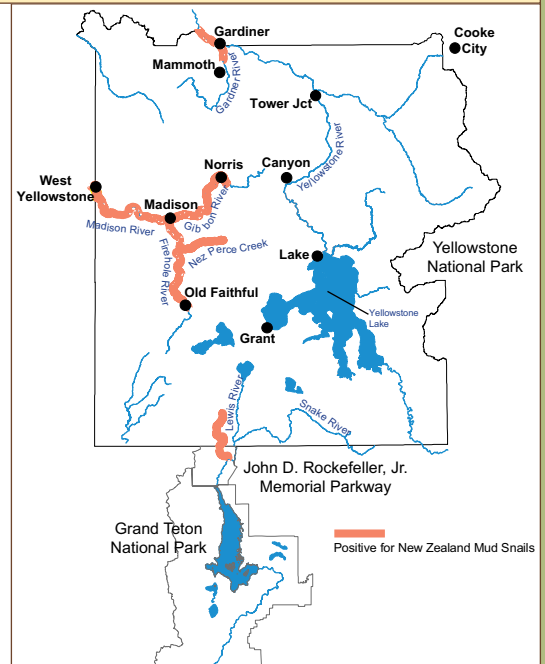 Gardiner
Cooke
City
Mammoth
Gardner River
Tower Jct
Yellowstone River
Norris
Canyon
West
Yellowstone
Madison
Gibbon River
Madison River
Firehole River
Nez Perce Creek
Lake
Yellowstone
National Park
Old Faithful
Yellowstone
Lake
Grant
Lewis River
Snake River
John D. Rockefeller, Jr.
Memorial Parkway
Grand Teton
National Park
Positive for New Zealand Mud Snails